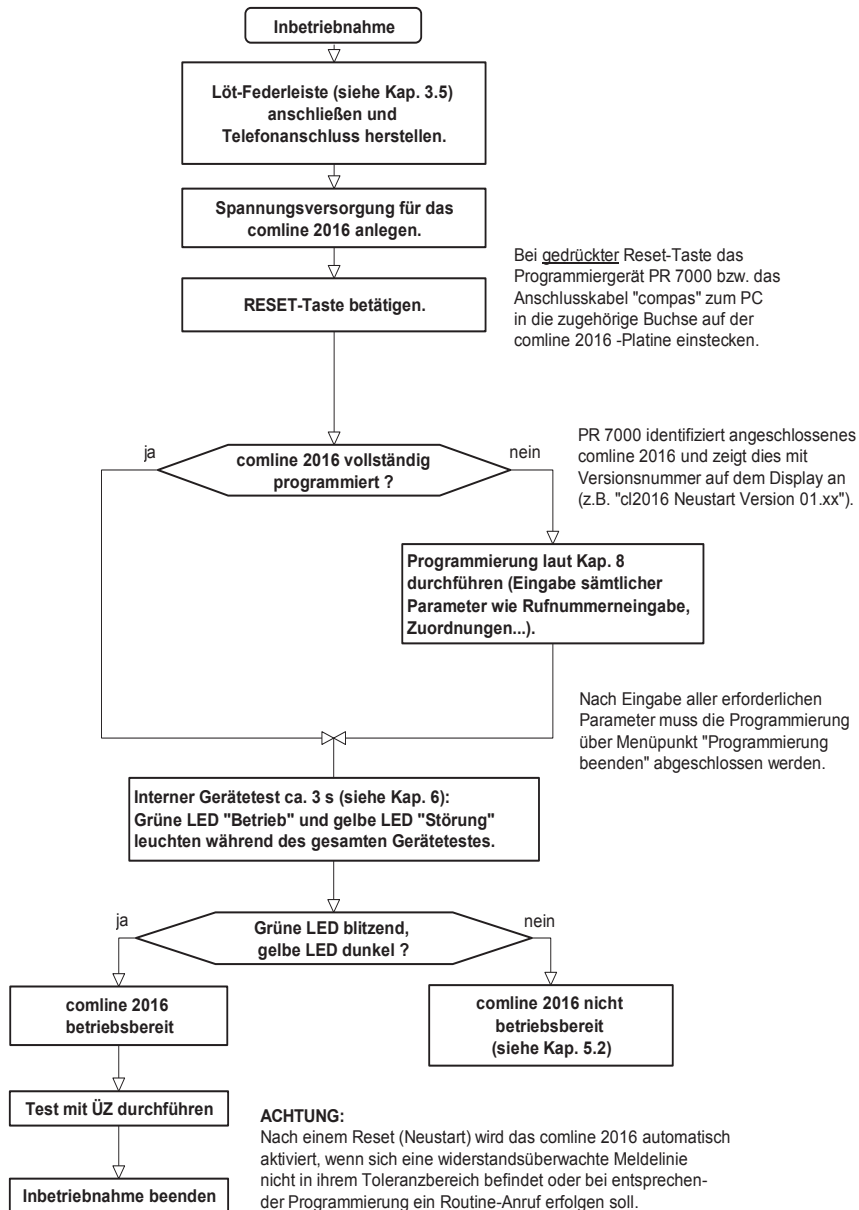 Inbetriebnahme
Löt-Federleiste (siehe Kap. 3.5)
anschließen und
Telefonanschluss herstellen.
Spannungsversorgung für das
comline 2016 anlegen.
RESET-Taste betätigen.
Bei gedrückter Reset-Taste das
Programmiergerät PR 7000 bzw. das
Anschlusskabel "compas" zum PC
in die zugehörige Buchse auf der
comline 2016 -Platine einstecken.
ja
comline 2016 vollständig
programmiert ?
nein
PR 7000 identifiziert angeschlossenes
comline 2016 und zeigt dies mit
Versionsnummer auf dem Display an
(z.B. "cl2016 Neustart Version 01.xx").
Programmierung laut Kap. 8
durchführen (Eingabe sämtlicher
Parameter wie Rufnummerneingabe,
Zuordnungen...).
Nach Eingabe aller erforderlichen
Parameter muss die Programmierung
über Menüpunkt "Programmierung
beenden" abgeschlossen werden.
Interner Gerätetest ca. 3 s (siehe Kap. 6):
Grüne LED "Betrieb" und gelbe LED "Störung"
leuchten während des gesamten Gerätetestes.
ja
Grüne LED blitzend,
gelbe LED dunkel ?
nein
comline 2016
betriebsbereit
comline 2016 nicht
betriebsbereit
(siehe Kap. 5.2)
Test mit ÜZ durchführen
Inbetriebnahme beenden
ACHTUNG:
Nach einem Reset (Neustart) wird das comline 2016 automatisch
aktiviert, wenn sich eine widerstandsüberwachte Meldelinie
nicht in ihrem Toleranzbereich befindet oder bei entsprechen-
der Programmierung ein Routine-Anruf erfolgen soll.